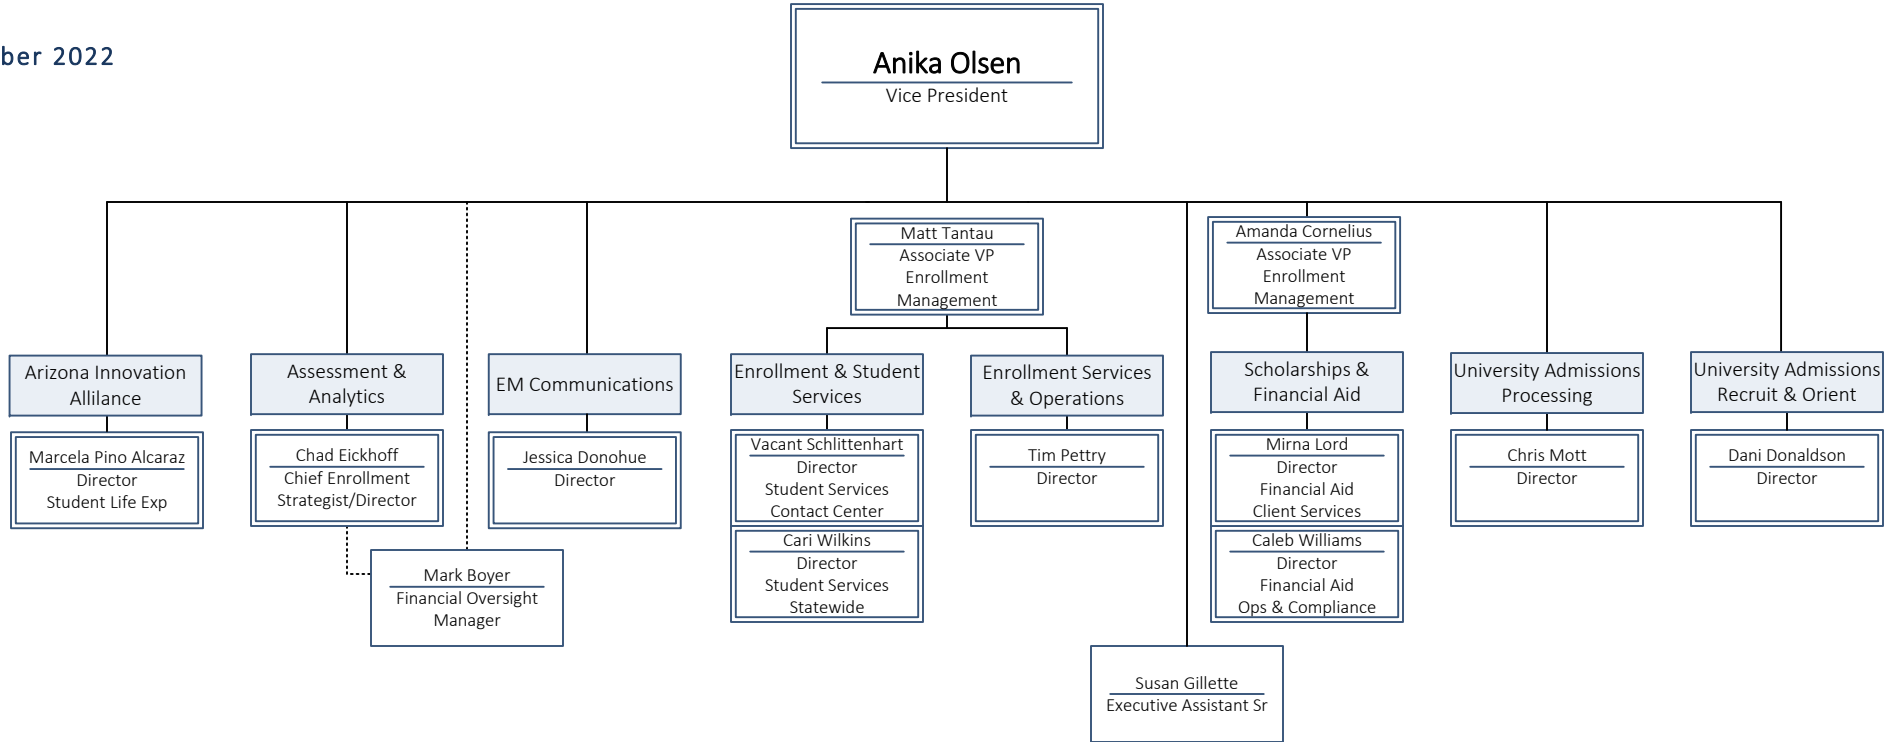 ber 2022
Anika Olsen
Vice President
Matt Tantau
Associate VP
Enrollment
Management
Amanda Cornelius
Associate VP
Enrollment
Management
Arizona Innovation
Allilance
Marcela Pino Alcaraz
Director
Student Life Exp
Assessment &
Analytics
Chad Eickhoff
Chief Enrollment
Strategist/Director
Mark Boyer
Financial Oversight
Manager
EM Communications
Jessica Donohue
Director
Enrollment & Student
Services
Vacant Schlittenhart
Director
Student Services
Contact Center
Cari Wilkins
Director
Student Services
Statewide
Enrollment Services
& Operations
Tim Pettry
Director
Susan Gillette
Executive Assistant Sr
Scholarships &
Financial Aid
Mirna Lord
Director
Financial Aid
Client Services
Caleb Williams
Director
Financial Aid
Ops & Compliance
University Admissions
Processing
Chris Mott
Director
University Admissions
Recruit & Orient
Dani Donaldson
Director